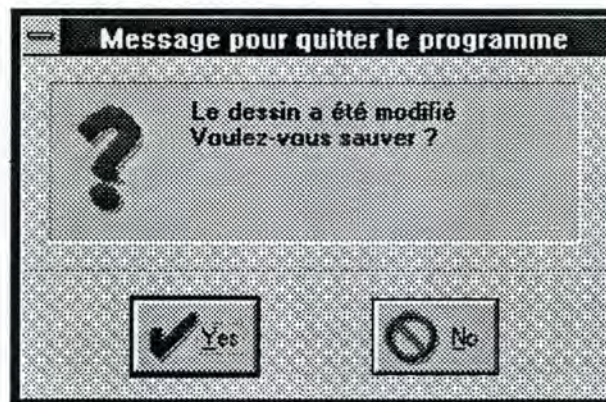 Message pour quitter le programme
Le dessin a été modifié
Voulez-vous sauver ?
Yes
No